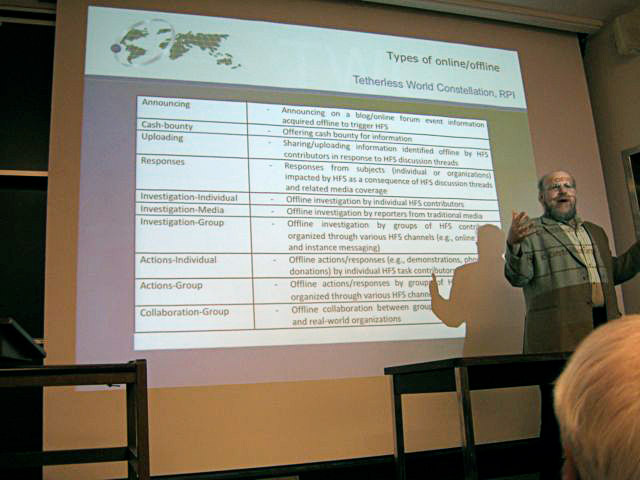 Types of online/offline
Tetherless World Constellation, RPI
Announcing - Announcing on a blog/online forum event information
acquired offline to trigger HFS
Cash-bounty - Offering cash bounty for information
Uploading - Sharing/uploading information identified offline by HFS
contributors in response to HFS discussion threads
Responses - Responses from subjects (individual or organizations)
impacted by HFS as a consequence of HFS discussion threads
and related media coverage
Investigation-Individual - Offline investigation by individual HFS contributors
Investigation-Media - Offline investigation by reporters from traditional media
Investigation-Group - Offline investigation by groups of HFS
organized through various HFS channels (e.g., online
and instance messaging)
Actions-Individual - Offline actions/responses (e.g., demonstrations,
donations) by individual HFS task
Actions-Group - Offline actions/responses by groups of
organized through various HFS
Collaboration-Group - Offline collaboration between
and real-world organizations